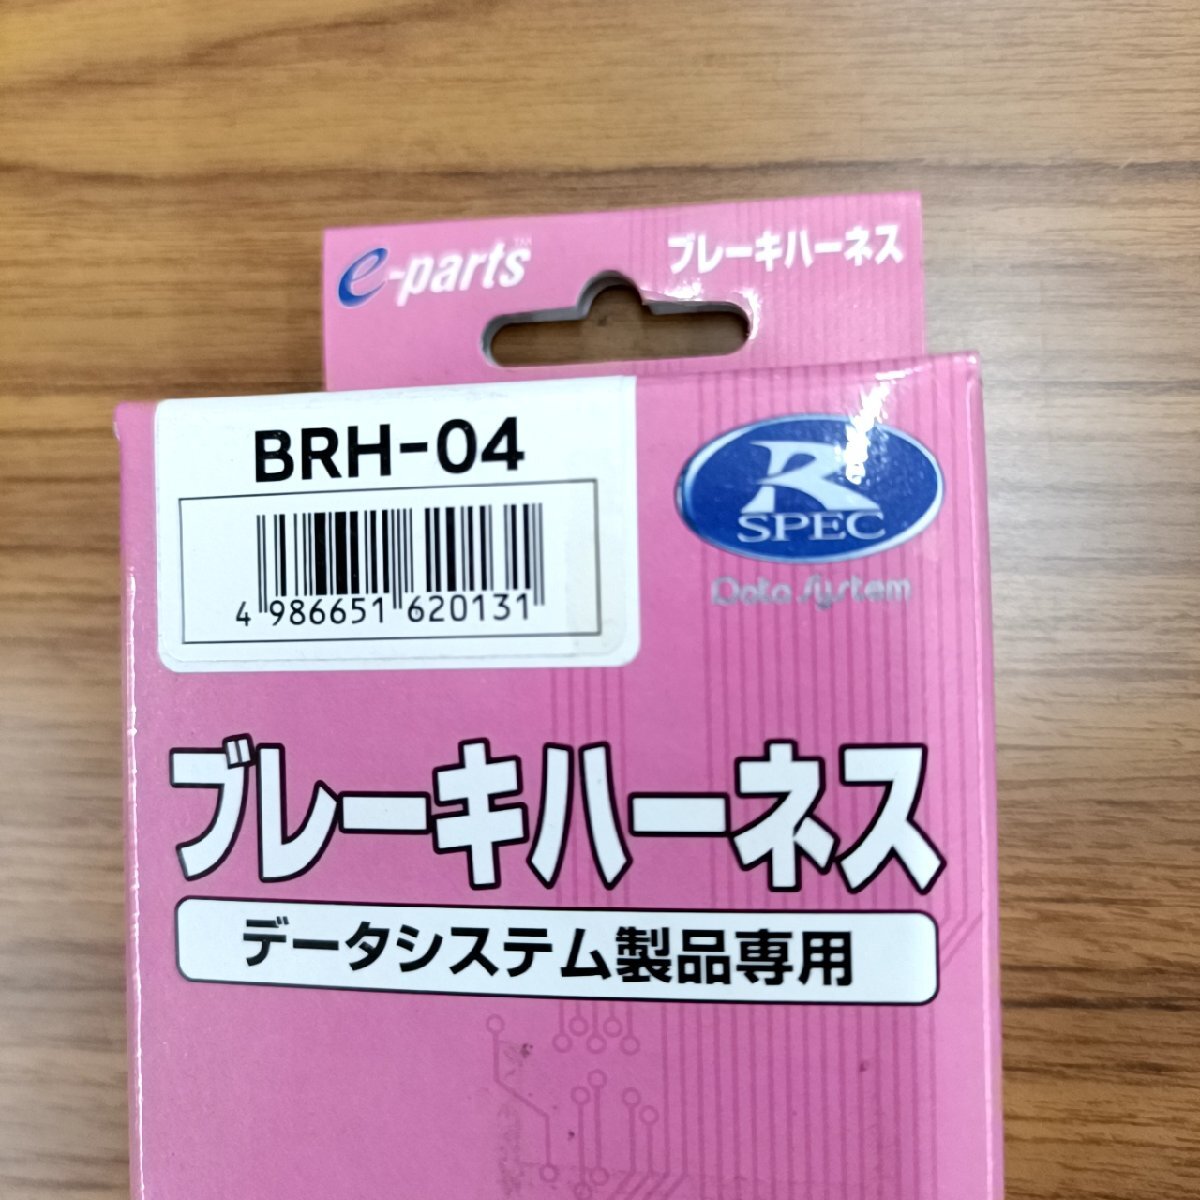 e-parts™
ブレーキハーネス
BRH-04
4 986651 620131
R
SPEC
Data System
ブレーキハーネス
データシステム製品専用